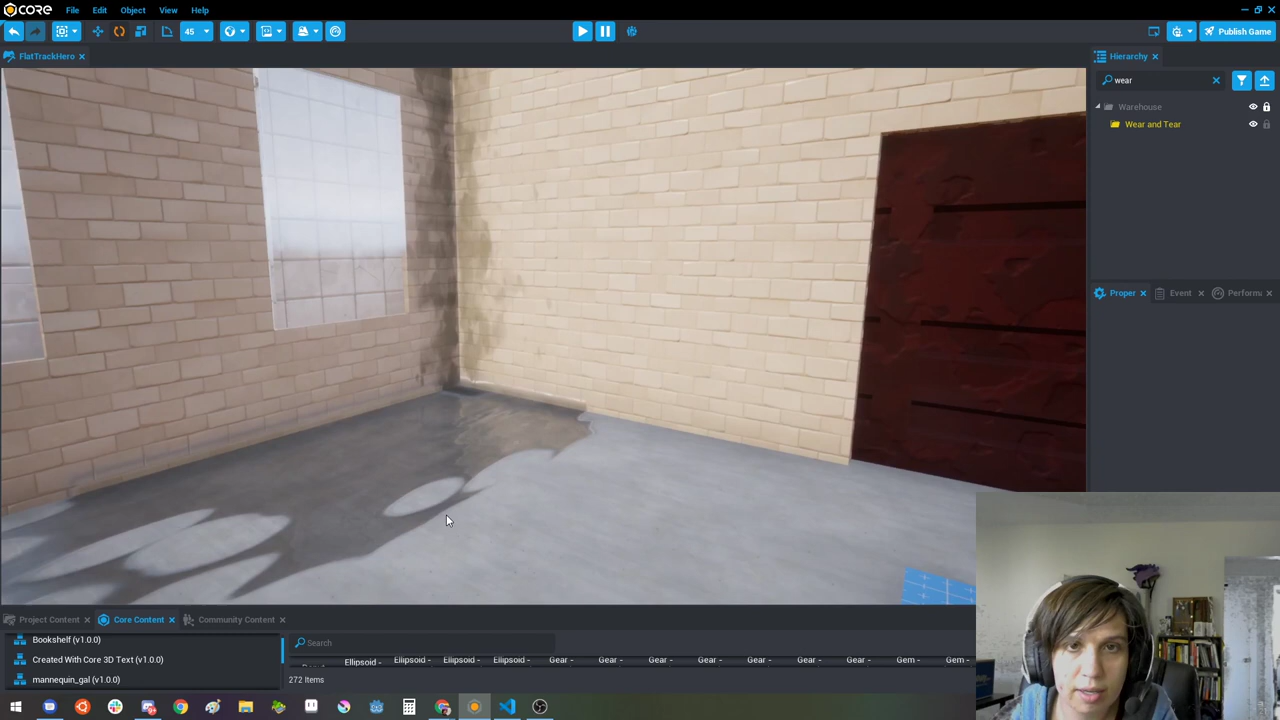 CORE File Edit Object View Help
45 Publish Game
FlatTrackHero Hierarchy
wear
Warehouse
Wear and Tear
Proper Event Performa
Project Content Core Content Community Content
Bookshelf (v1.0.0) Search
Created With Core 3D Text (v1.0.0) Ellipsoid - Ellipsoid - Ellipsoid - Ellipsoid - Gear - Gear - Gear - Gear - Gear - Gear - Gem - Gem -
mannequin_gal (v1.0.0) 272 Items